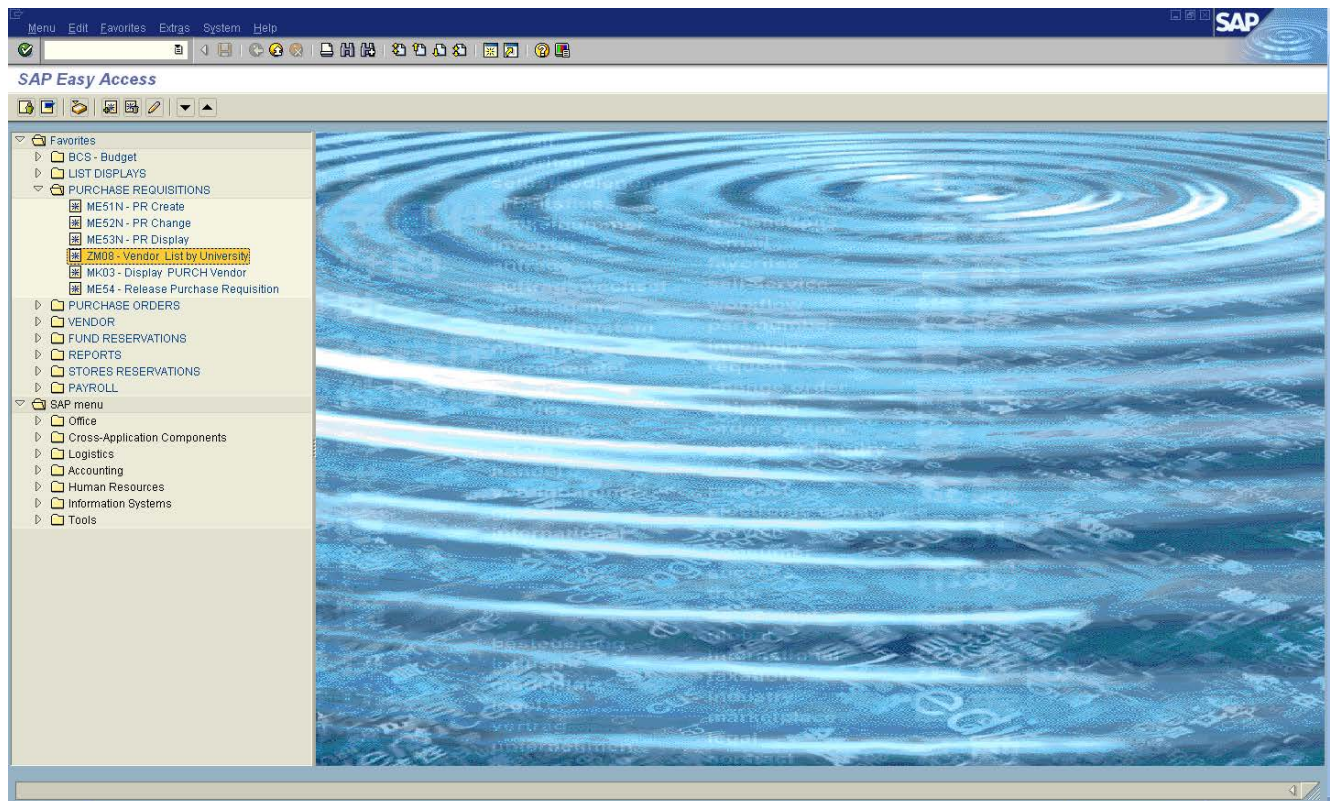 Menu Edit Favorites Extras System Help
SAP
SAP Easy Access
Favorites
BCS - Budget
LIST DISPLAYS
PURCHASE REQUISITIONS
ME51N - PR Create
ME52N - PR Change
ME53N - PR Display
ZM08 - Vendor List by University
MK03 - Display PURCH Vendor
ME54 - Release Purchase Requisition
PURCHASE ORDERS
VENDOR
FUND RESERVATIONS
REPORTS
STORES RESERVATIONS
PAYROLL
SAP menu
Office
Cross-Application Components
Logistics
Accounting
Human Resources
Information Systems
Tools